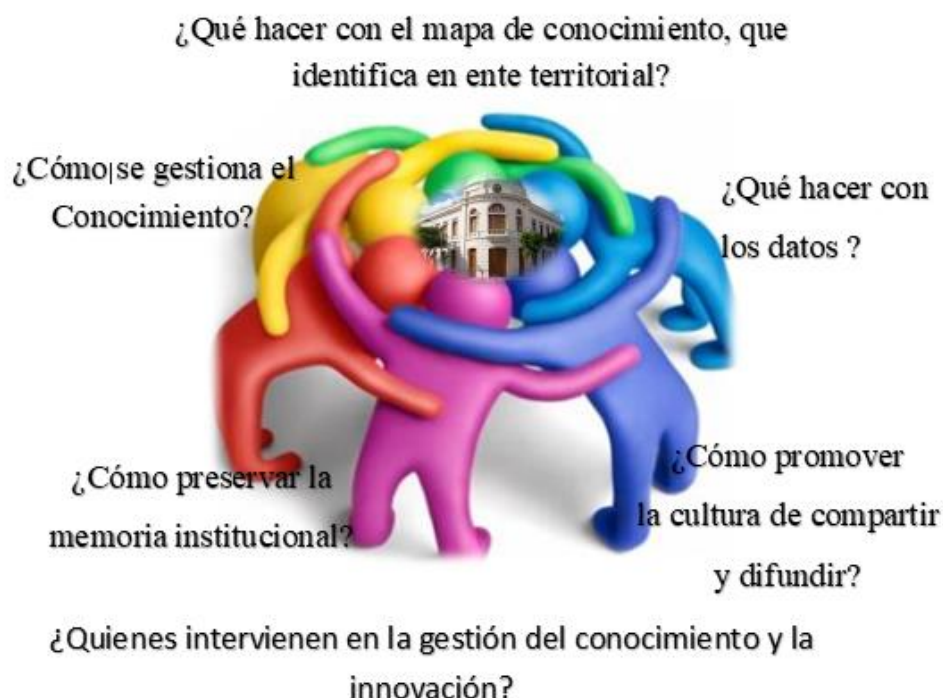 ¿Qué hacer con el mapa de conocimiento, que
identifica en ente territorial?
¿Cómo|se gestiona el
Conocimiento?
¿Qué hacer con
los datos ?
¿Cómo preservar la
memoria institucional?
¿Cómo promover
la cultura de compartir
y difundir?
¿Quienes intervienen en la gestión del conocimiento y la
innovación?